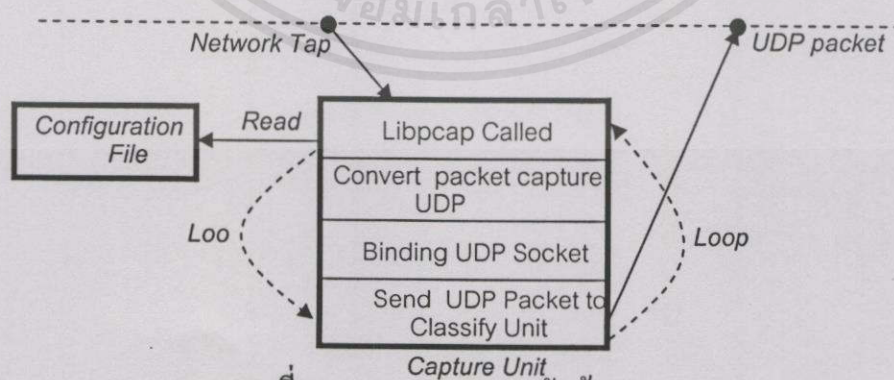 Network Tap
UDP packet
Configuration
File
Read
Libpcap Called
Convert packet capture
UDP
Binding UDP Socket
Send UDP Packet to
Classify Unit
Loo
Loop
Capture Unit